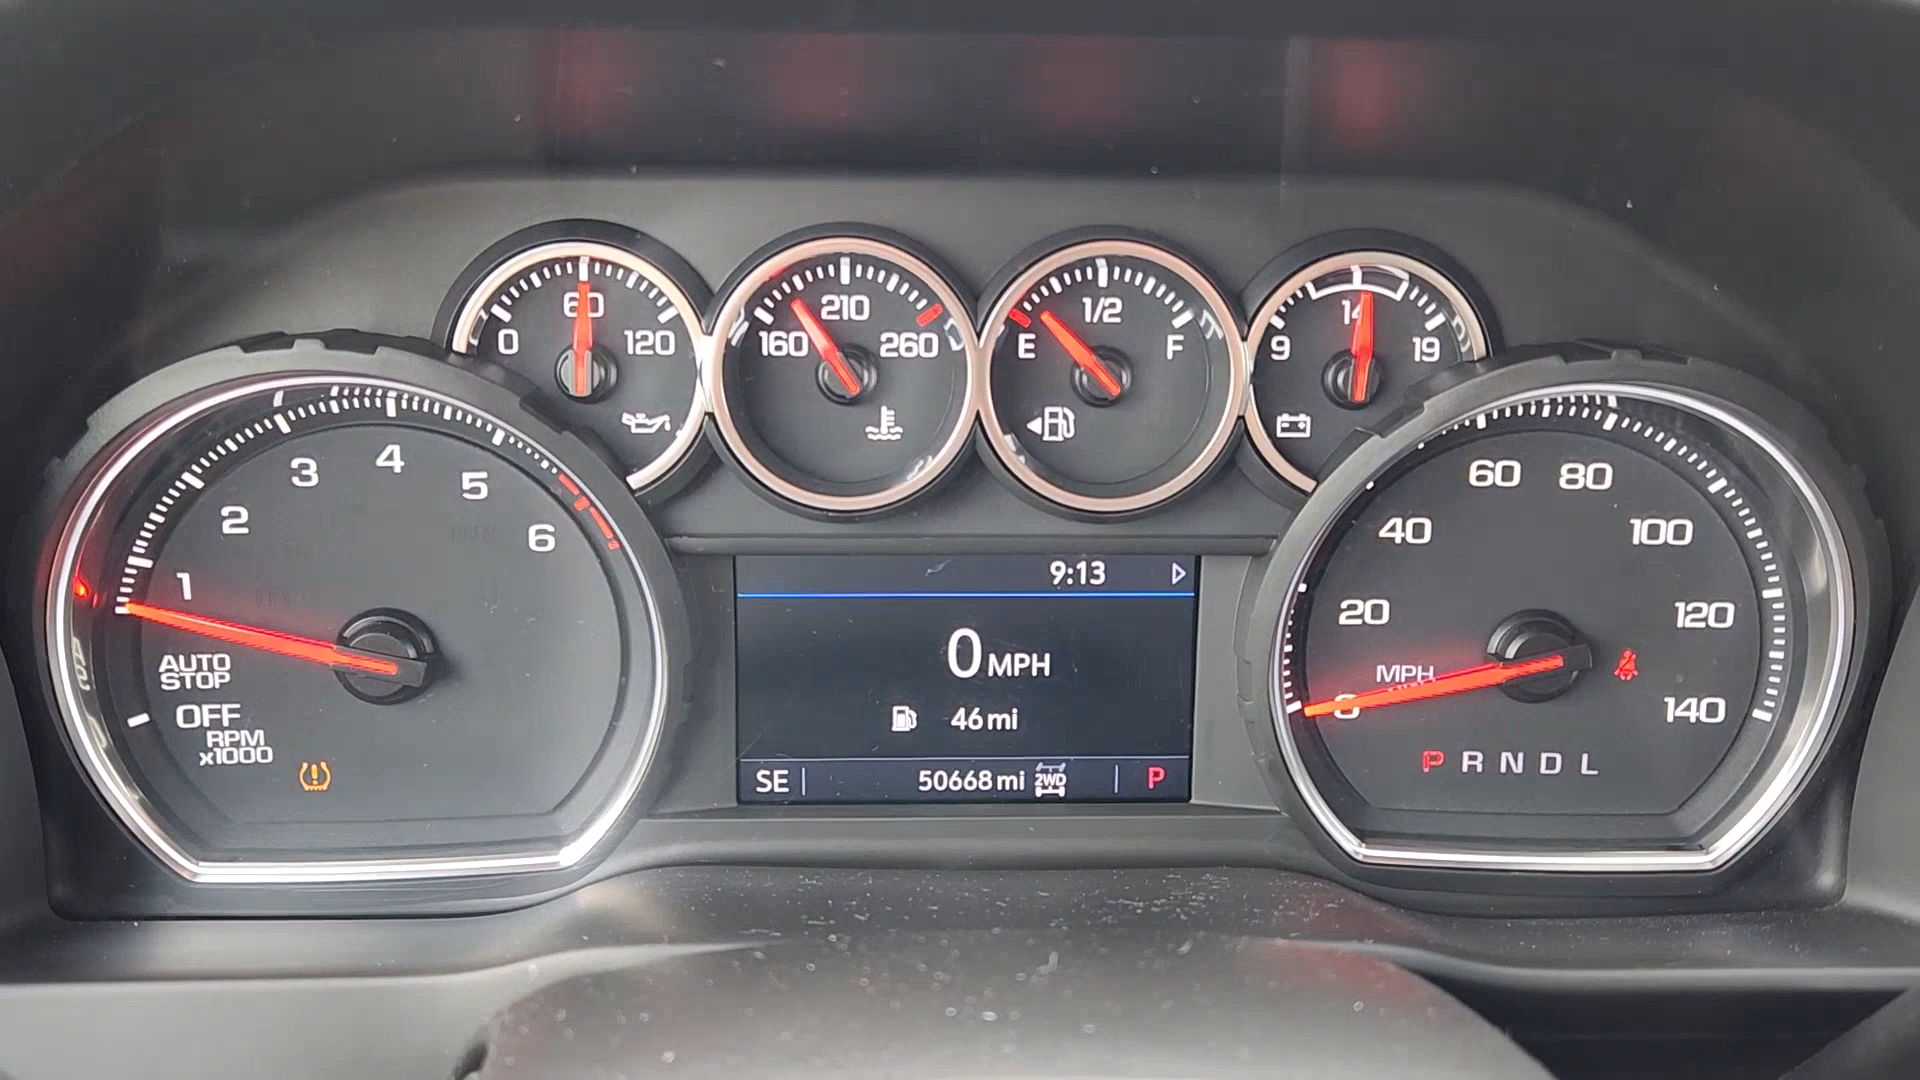 0 60 120
160 210 260
E 1/2 F
9 14 19
1 2 3 4 5 6
AUTO
STOP
OFF
RPM
x1000
9:13
0 MPH
46 mi
SE 50668 mi 2WD P
0 20 40 60 80 100 120 140
MPH
P R N D L